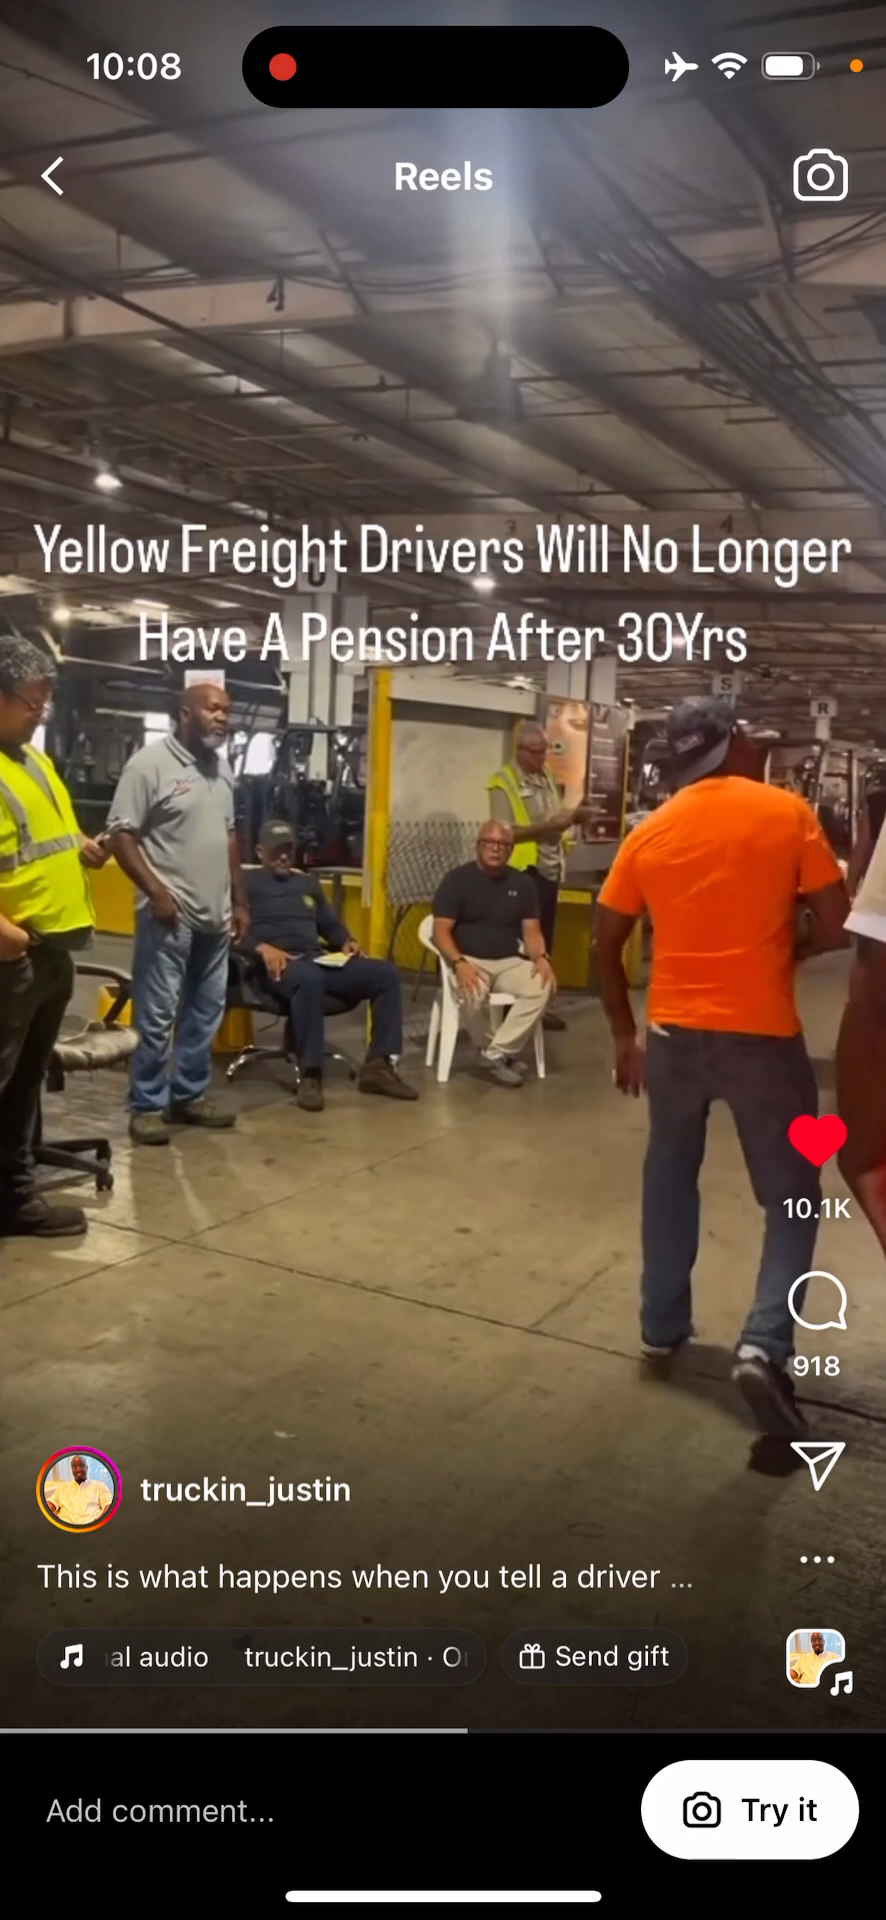 10:08
Reels
Yellow Freight Drivers Will No Longer
Have A Pension After 30Yrs
S
R
10.1K
918
truckin_justin
This is what happens when you tell a driver ...
al audio truckin_justin · O
Send gift
Add comment...
Try it